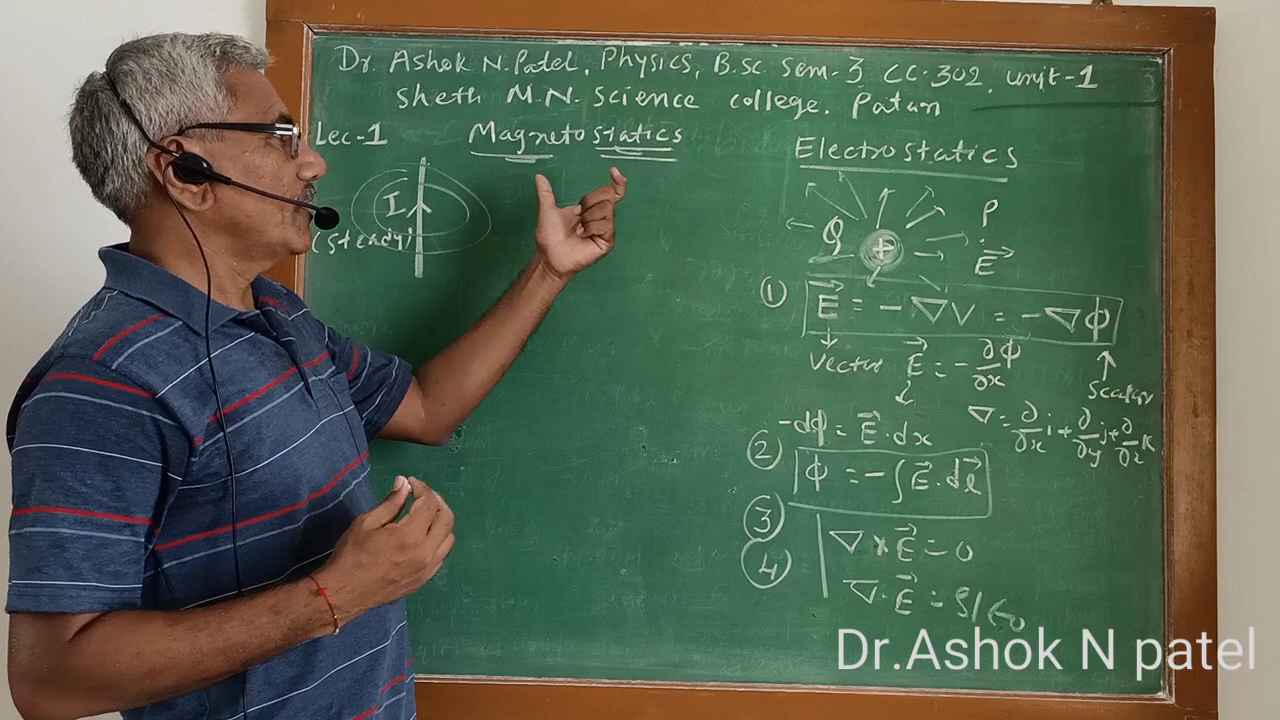 Dr. Ashok N. Patel, Physics, B.Sc. Sem-3 CC-302, Unit-1
Sheth M.N. Science college. Patan
Lec-1 Magnetostatics
I
(steady)
Electrostatics
Q + P
E⃗
① E⃗ = -∇V = -∇ϕ
Vector E⃗ = -∂ϕ/∂x
Scalar
∇ = ∂/∂x i + ∂/∂y j + ∂/∂z k
-dϕ = E⃗ . dx
② ϕ = -∫ E⃗ . dl⃗
③ ∇ × E⃗ = 0
④ ∇ . E⃗ = ρ/ϵ₀
Dr.Ashok N patel